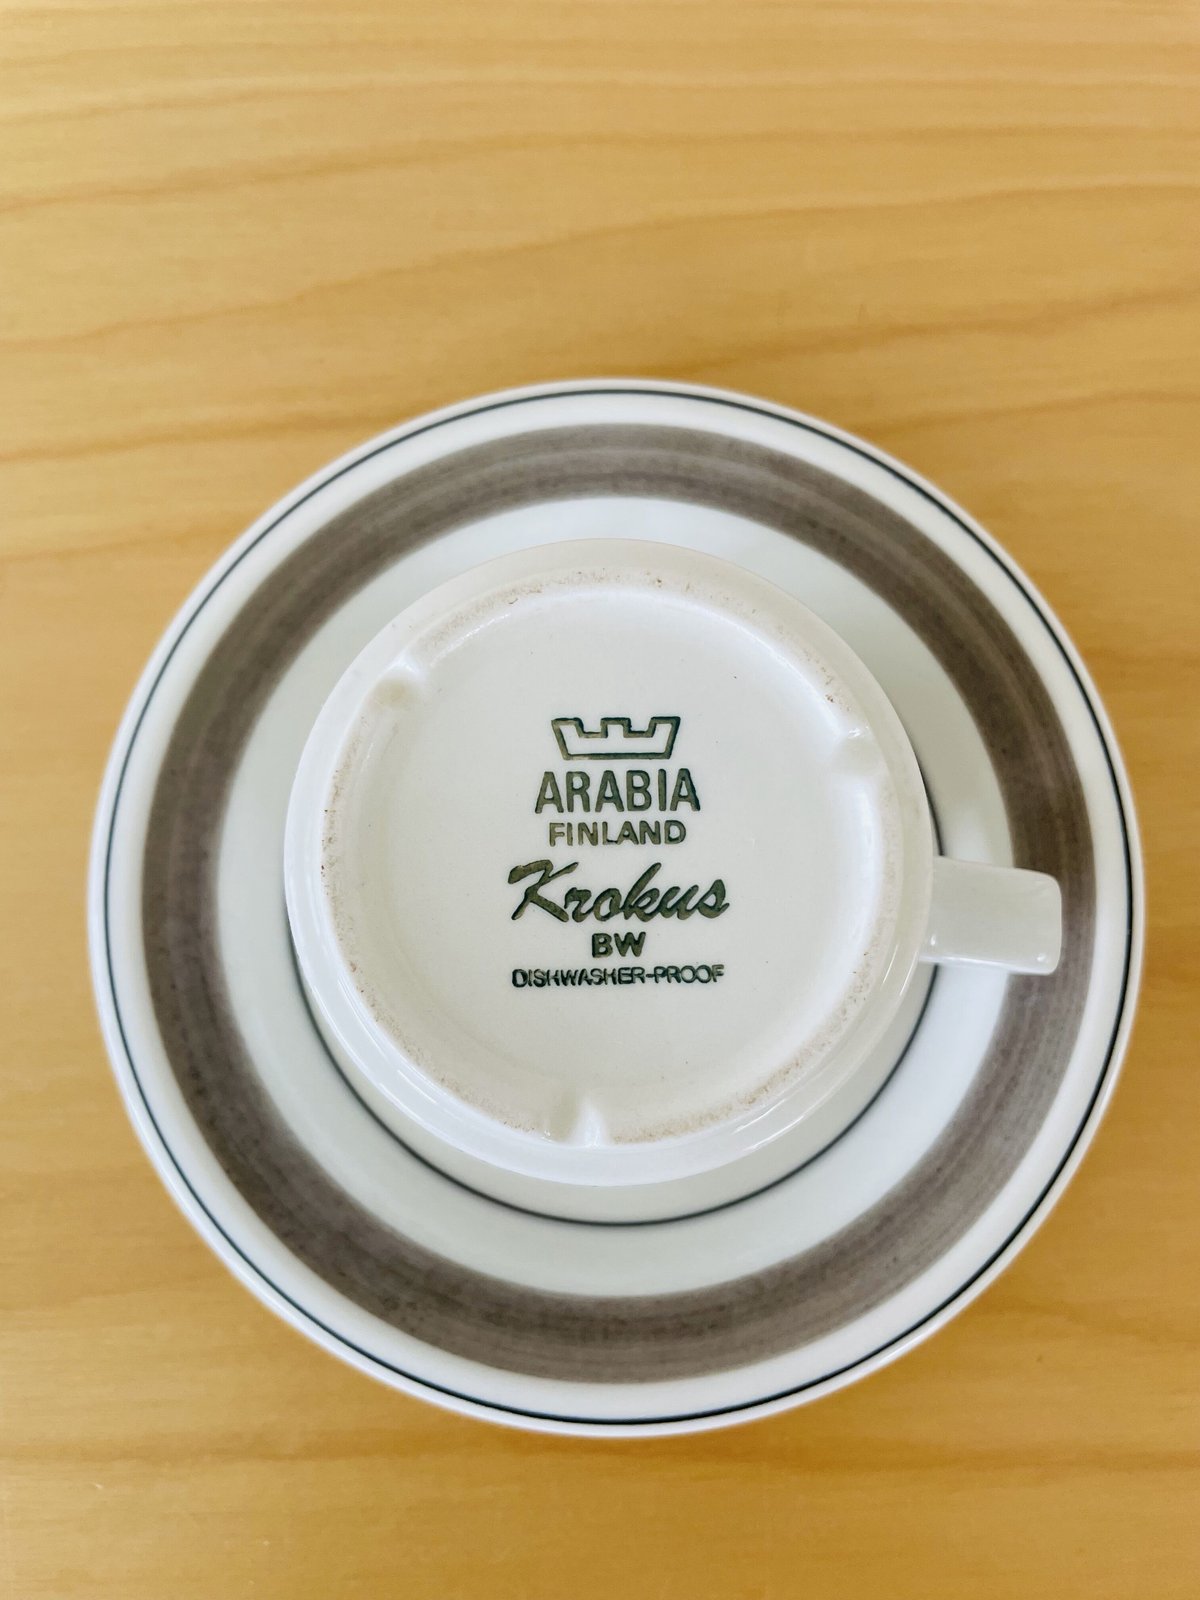 ARABIA
FINLAND
Krokus
BW
DISHWASHER-PROOF